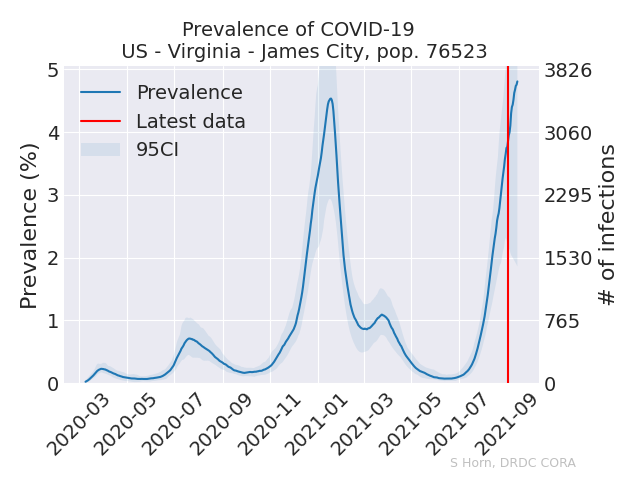 Prevalence of COVID-19
US - Virginia - James City, pop. 76523
Prevalence
Latest data
95CI
Prevalence (%)
5
4
3
2
1
0
3826
3060
2295
1530
765
0
# of infections
2020-03
2020-05
2020-07
2020-09
2020-11
2021-01
2021-03
2021-05
2021-07
2021-09
S Horn, DRDC CORA